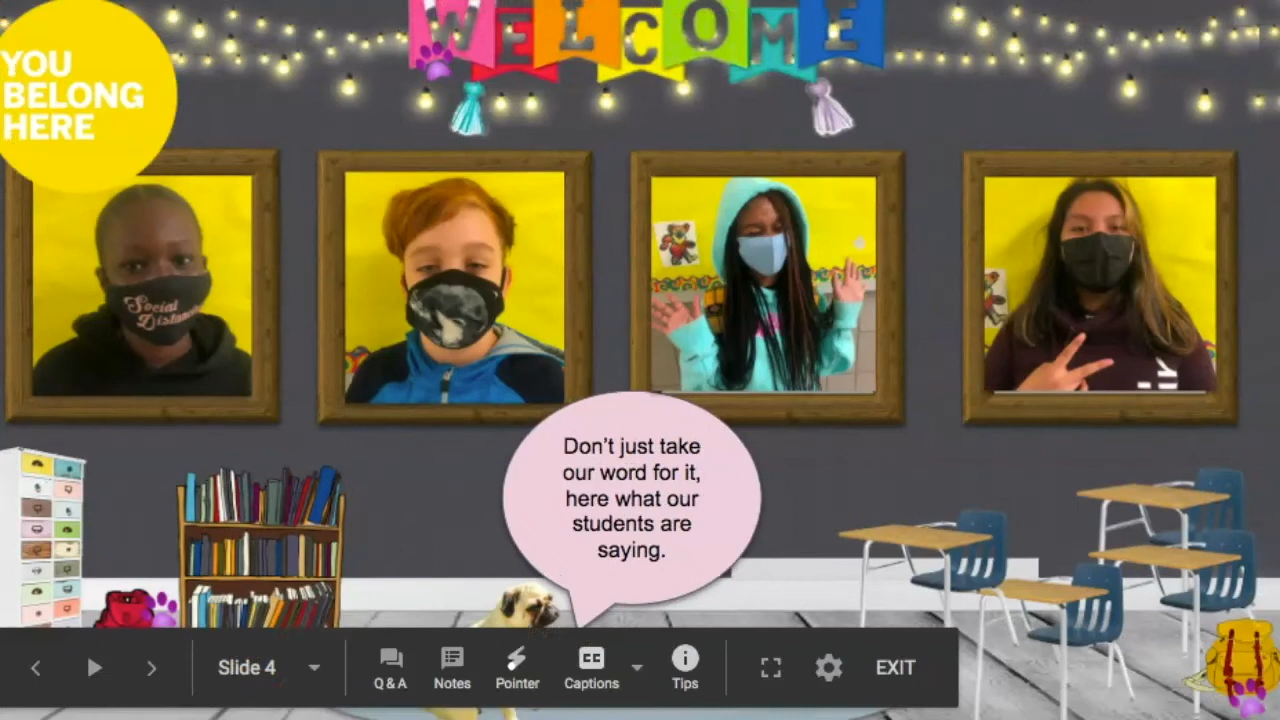 WELCOME
YOU
BELONG
HERE
Social
Don't just take
our word for it,
here what our
students are
saying.
Slide 4
Q & A
Notes
Pointer
CC
Captions
Tips
EXIT